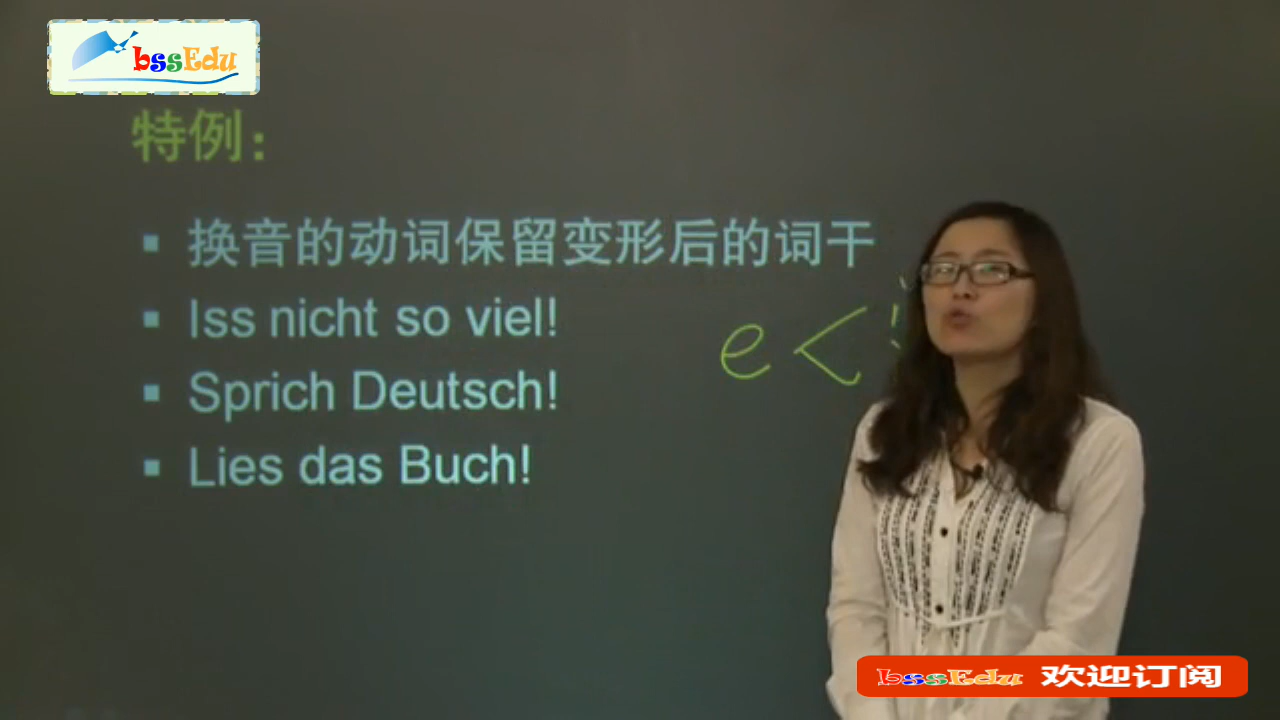 bssEdu
特例:
▪ 换音的动词保留变形后的词干
▪ Iss nicht so viel!
▪ Sprich Deutsch!
▪ Lies das Buch!
e <
bssEdu 欢迎订阅